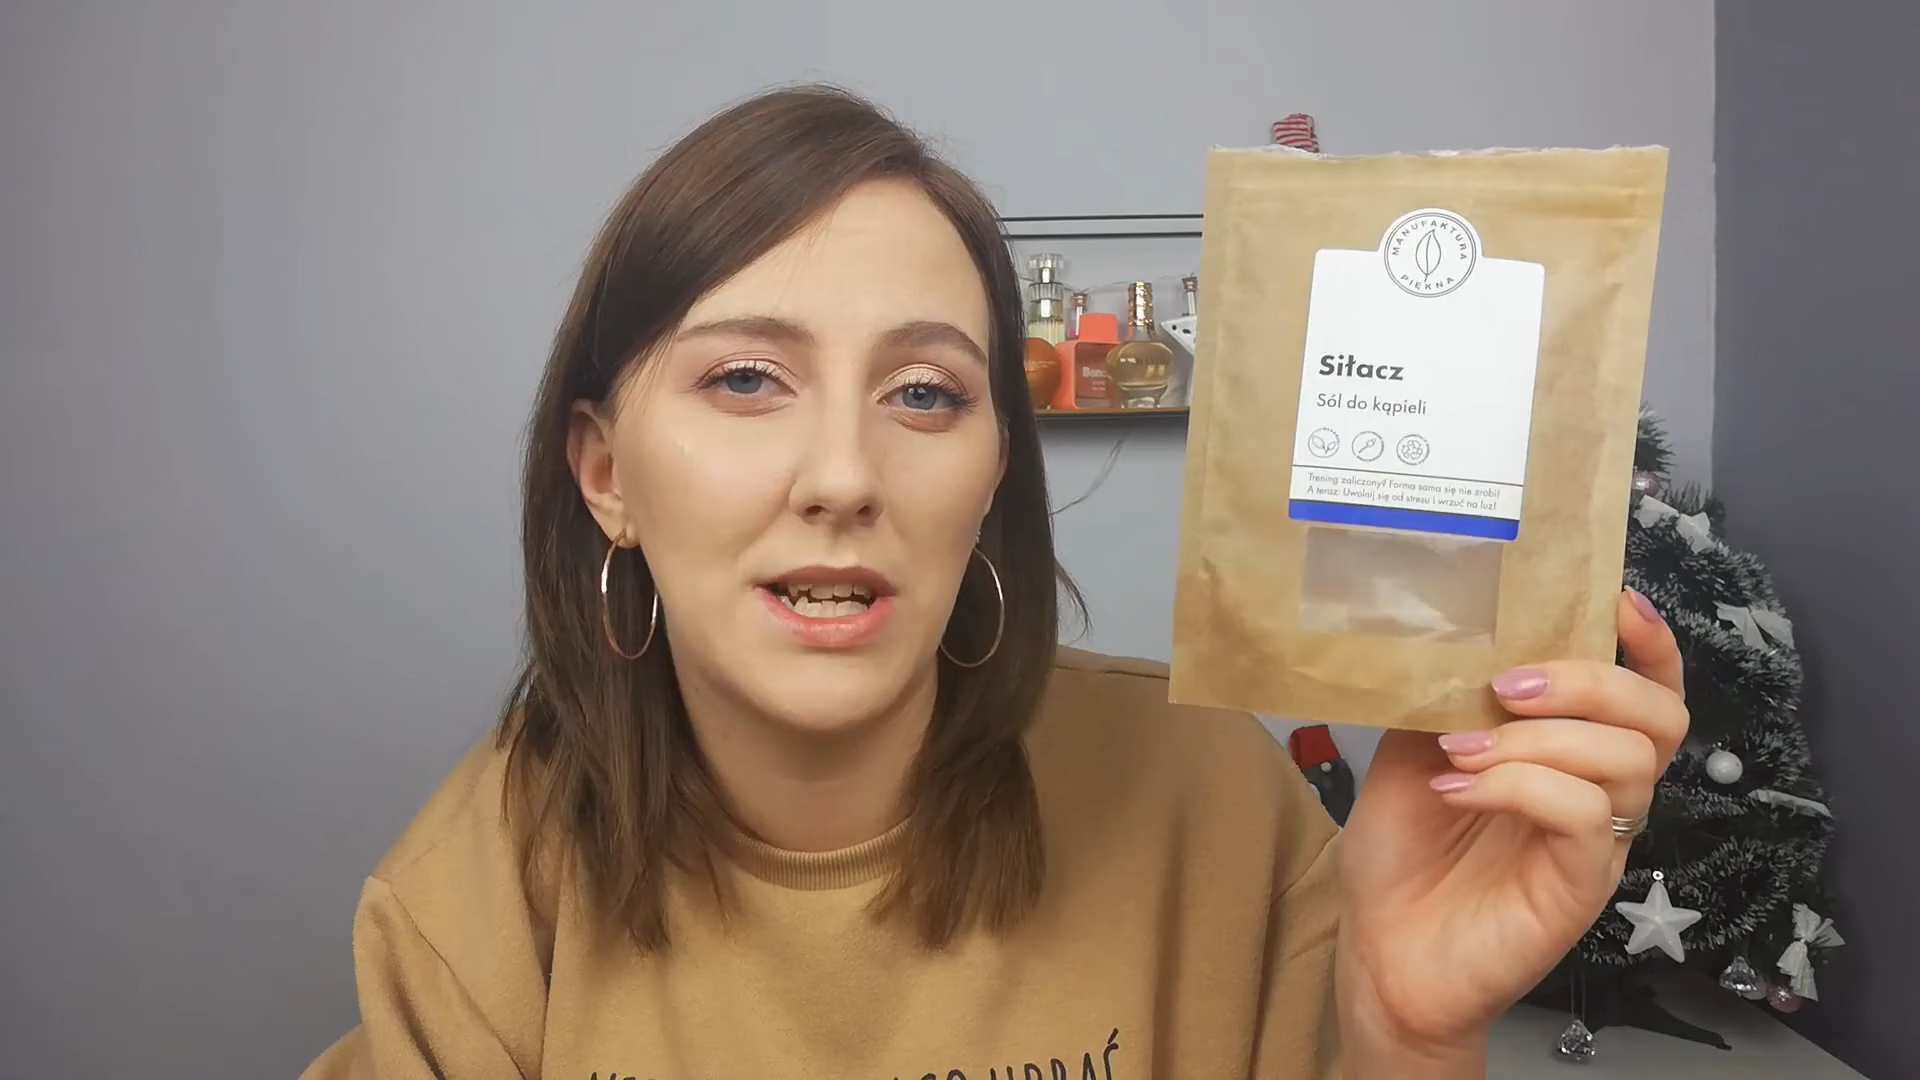 MANUFAKTURA
PIĘKNA
Siłacz
Sól do kąpieli
Trening zaliczony? Forma sama się nie zrobi!
A teraz: Uwolnij się od stresu i wrzuć na luz!